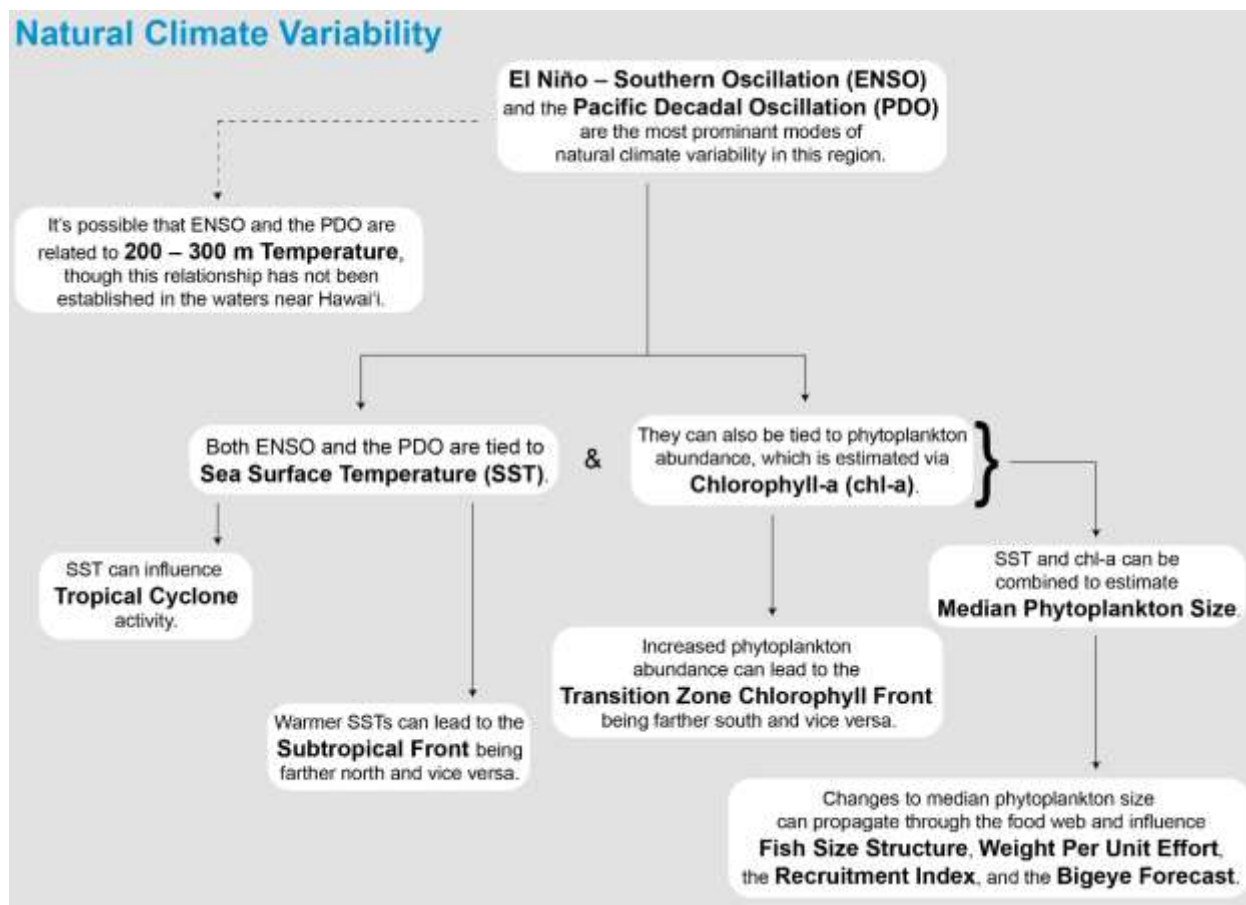 Natural Climate Variability
El Niño – Southern Oscillation (ENSO)
and the Pacific Decadal Oscillation (PDO)
are the most prominant modes of
natural climate variability in this region.
It's possible that ENSO and the PDO are
related to 200 – 300 m Temperature,
though this relationship has not been
established in the waters near Hawai'i.
Both ENSO and the PDO are tied to
Sea Surface Temperature (SST).
&
They can also be tied to phytoplankton
abundance, which is estimated via
Chlorophyll-a (chl-a).
}
SST can influence
Tropical Cyclone
activity.
SST and chl-a can be
combined to estimate
Median Phytoplankton Size.
Increased phytoplankton
abundance can lead to the
Transition Zone Chlorophyll Front
being farther south and vice versa.
Warmer SSTs can lead to the
Subtropical Front being
farther north and vice versa.
Changes to median phytoplankton size
can propagate through the food web and influence
Fish Size Structure, Weight Per Unit Effort,
the Recruitment Index, and the Bigeye Forecast.